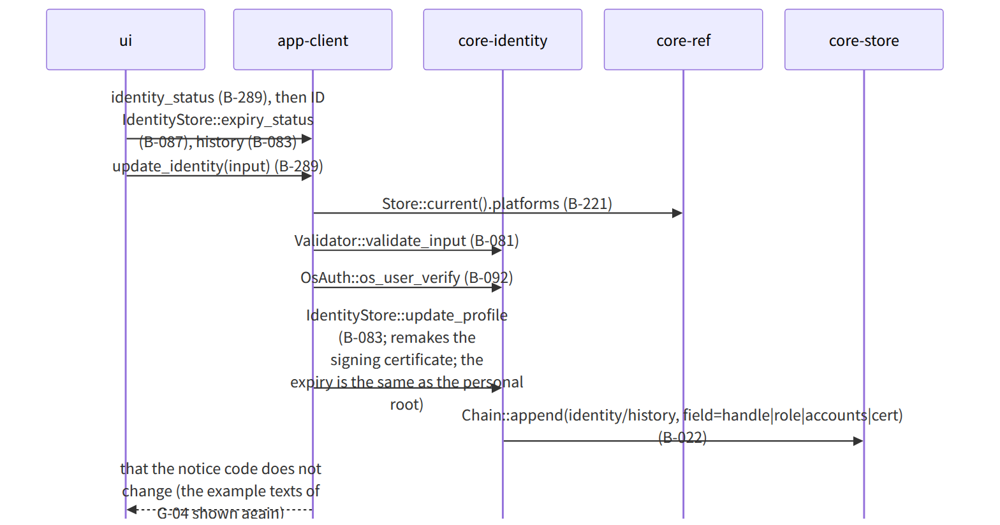 ui
app-client
core-identity
core-ref
core-store
identity_status (B-289), then ID
IdentityStore::expiry_status
(B-087), history (B-083)
update_identity(input) (B-289)
Store::current().platforms (B-221)
Validator::validate_input (B-081)
OsAuth::os_user_verify (B-092)
IdentityStore::update_profile
(B-083; remakes the
signing certificate; the
expiry is the same as the personal
root)
Chain::append(identity/history, field=handle|role|accounts|cert)
(B-022)
that the notice code does not
change (the example texts of
G-04 shown again)